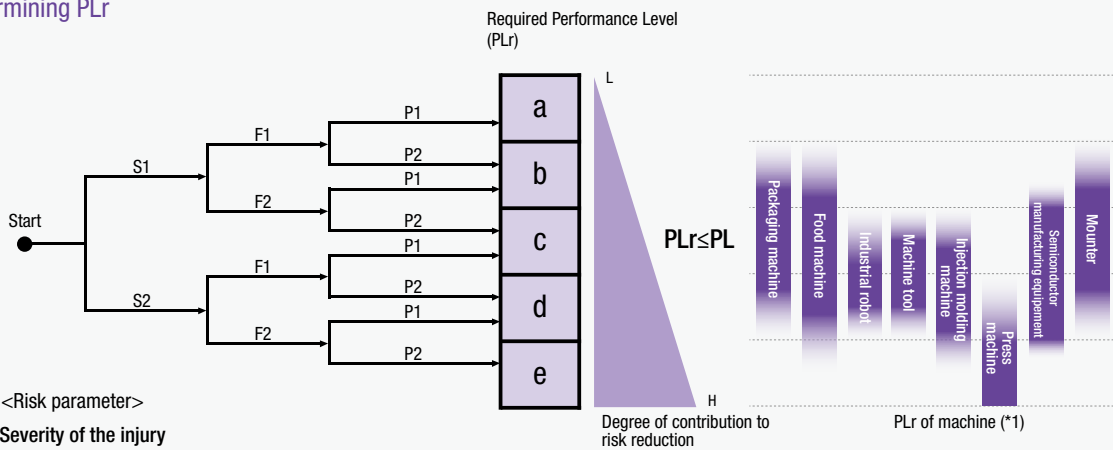 rmining PLr
Required Performance Level
(PLr)
Start
S1
S2
F1
F2
F1
F2
P1
P2
P1
P2
P1
P2
P1
P2
a
b
c
d
e
L
H
Degree of contribution to
risk reduction
PLr≤PL
Packaging machine
Food machine
Industrial robot
Machine tool
Injection molding
machine
Press
machine
Semiconductor
manufacturing equipement
Mounter
PLr of machine (*1)
<Risk parameter>
Severity of the injury